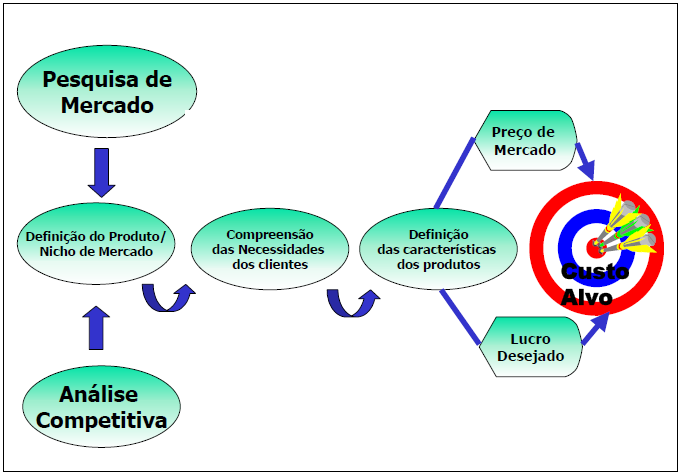 Pesquisa de
Mercado
Definição do Produto/
Nicho de Mercado
Análise
Competitiva
Compreensão
das Necessidades
dos clientes
Definição
das características
dos produtos
Preço de
Mercado
Lucro
Desejado
Custo
Alvo